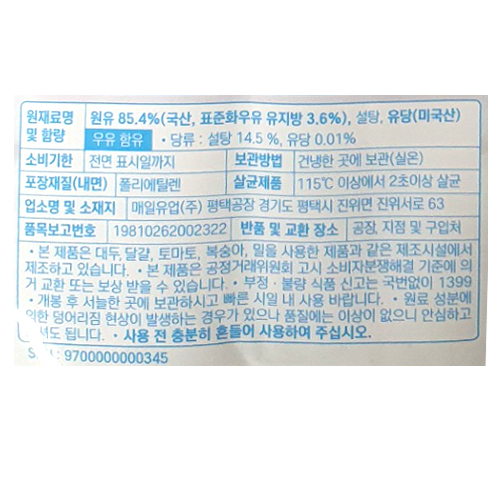 원재료명 원유 85.4%(국산, 표준화우유 유지방 3.6%), 설탕, 유당(미국산)
및 함량 우유 함유 • 당류 : 설탕 14.5 %, 유당 0.01%
소비기한 전면 표시일까지 보관방법 건냉한 곳에 보관(실온)
포장재질(내면) 폴리에틸렌 살균제품 115℃ 이상에서 2초이상 살균
업소명 및 소재지 매일유업(주) 평택공장 경기도 평택시 진위면 진위서로 63
품목보고번호 19810262002322 반품 및 교환 장소 공장, 지점 및 구입처
• 본 제품은 대두, 달걀, 토마토, 복숭아, 밀을 사용한 제품과 같은 제조시설에서
제조하고 있습니다. • 본 제품은 공정거래위원회 고시 소비자분쟁해결 기준에 의
거 교환 또는 보상 받을 수 있습니다. • 부정 · 불량 식품 신고는 국번없이 1399
• 개봉 후 서늘한 곳에 보관하시고 빠른 시일 내 사용 바랍니다. • 원료 성분에
의한 덩어리짐 현상이 발생하는 경우가 있으나 품질에는 이상이 없으니 안심하고
셔도 됩니다. • 사용 전 충분히 흔들어 사용하여 주십시오.
: 9700000000345